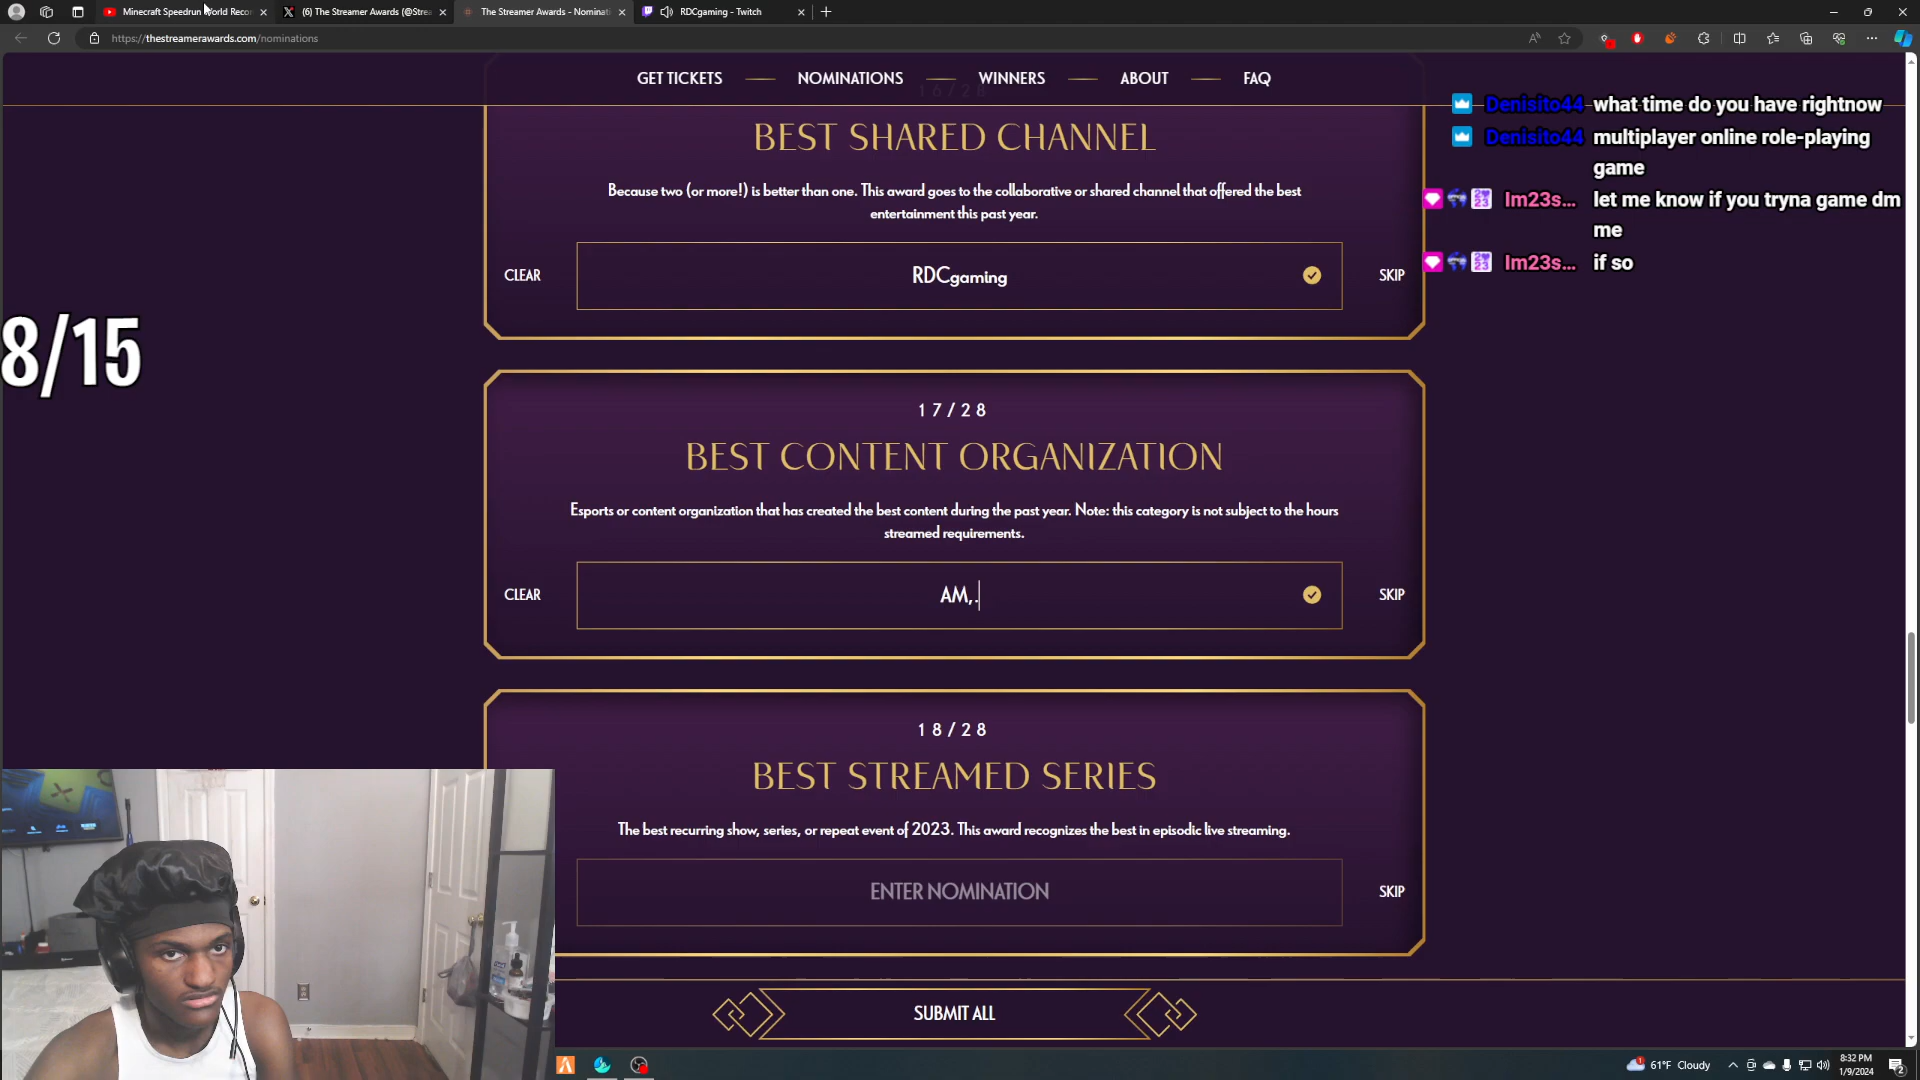 Minecraft Speedrun World Reco
(6) The Streamer Awards (@Strea
The Streamer Awards - Nominati
RDCgaming - Twitch
https://thestreamerawards.com/nominations
GET TICKETS
NOMINATIONS
WINNERS
ABOUT
FAQ
16/28
BEST SHARED CHANNEL
Because two (or more!) is better than one. This award goes to the collaborative or shared channel that offered the best
entertainment this past year.
CLEAR
RDCgaming
SKIP
17/28
BEST CONTENT ORGANIZATION
Esports or content organization that has created the best content during the past year. Note: this category is not subject to the hours
streamed requirements.
CLEAR
AM,.
SKIP
18/28
BEST STREAMED SERIES
The best recurring show, series, or repeat event of 2023. This award recognizes the best in episodic live streaming.
ENTER NOMINATION
SKIP
SUBMIT ALL
Denisito44 what time do you have rightnow
Denisito44 multiplayer online role-playing
game
Im23s... let me know if you tryna game dm
me
Im23s... if so
8/15
61°F Cloudy
8:32 PM
1/9/2024